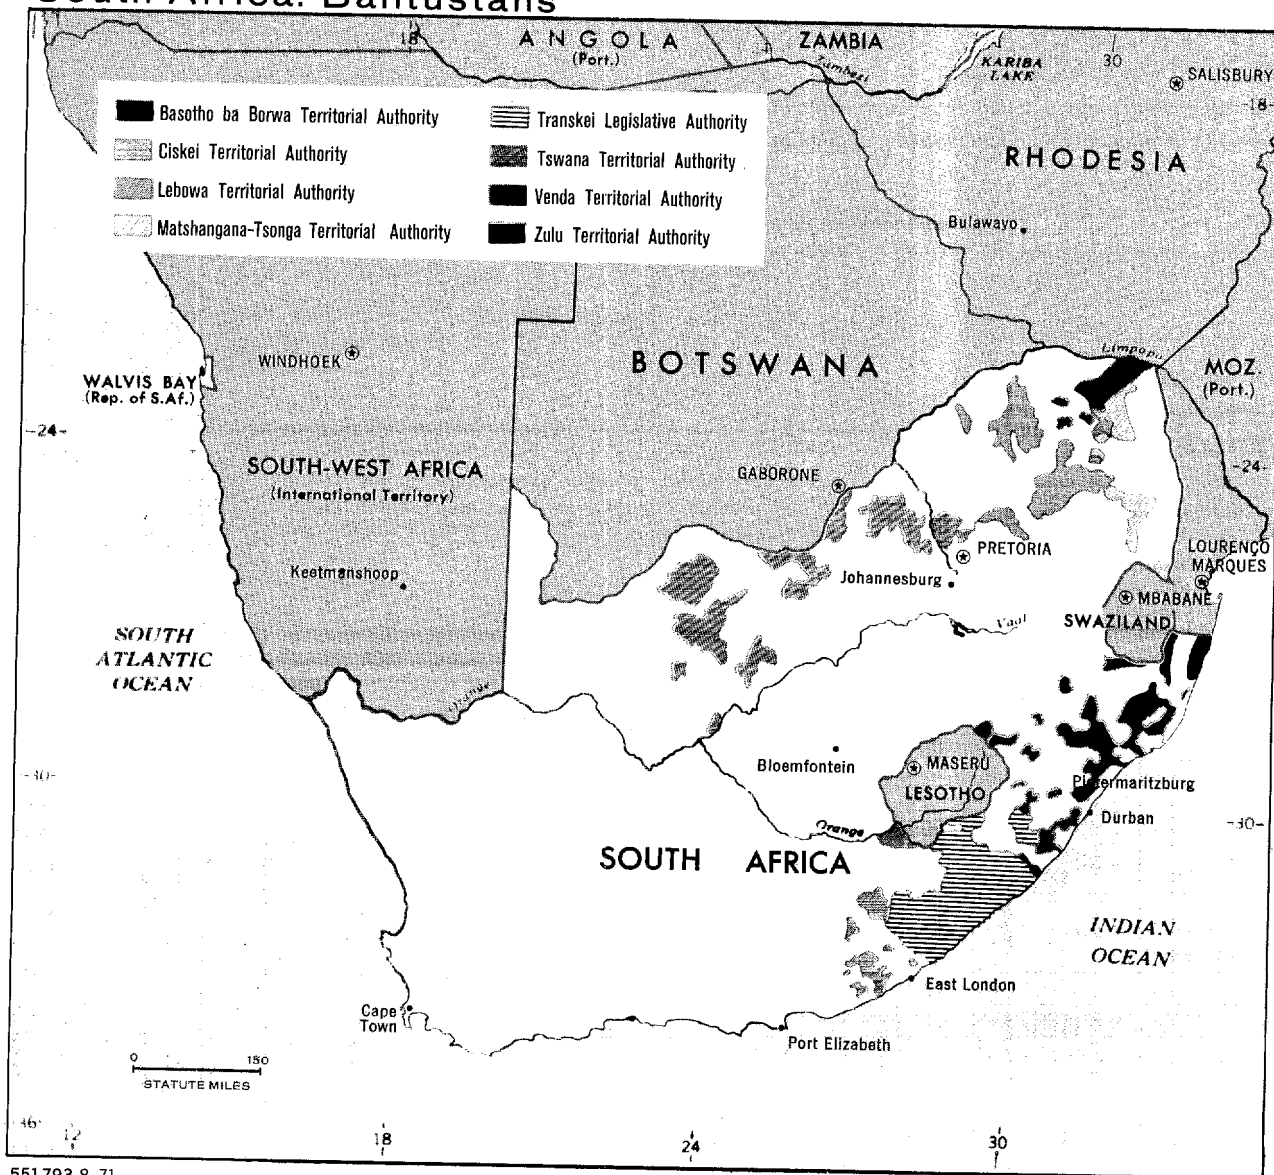 South Africa: Bantustans
18
ANGOLA
(Port.)
ZAMBIA
Zambezi
KARIBA
LAKE
30
SALISBURY
-18-
Basotho ba Borwa Territorial Authority
Ciskei Territorial Authority
Lebowa Territorial Authority
Matshangana-Tsonga Territorial Authority
Transkei Legislative Authority
Tswana Territorial Authority
Venda Territorial Authority
Zulu Territorial Authority
RHODESIA
Bulawayo
WINDHOEK
BOTSWANA
Limpopo
MOZ.
(Port.)
WALVIS BAY
(Rep. of S.Af.)
-24-
SOUTH-WEST AFRICA
(International Territory)
GABORONE
-24-
PRETORIA
LOURENÇO
MARQUES
Keetmanshoop
Johannesburg
MBABANE
SWAZILAND
Vaal
SOUTH
ATLANTIC
OCEAN
Orange
-30-
Bloemfontein
MASERU
LESOTHO
Pietermaritzburg
Durban
-30-
Orange
SOUTH AFRICA
INDIAN
OCEAN
East London
Cape
Town
Port Elizabeth
0 150
STATUTE MILES
36
12
18
24
30
551793 8-71